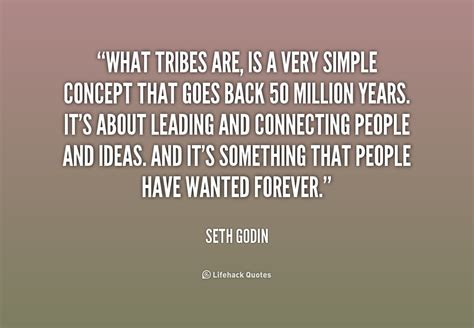 “WHAT TRIBES ARE, IS A VERY SIMPLE
CONCEPT THAT GOES BACK 50 MILLION YEARS.
IT’S ABOUT LEADING AND CONNECTING PEOPLE
AND IDEAS. AND IT’S SOMETHING THAT PEOPLE
HAVE WANTED FOREVER.”
SETH GODIN
Lifehack Quotes